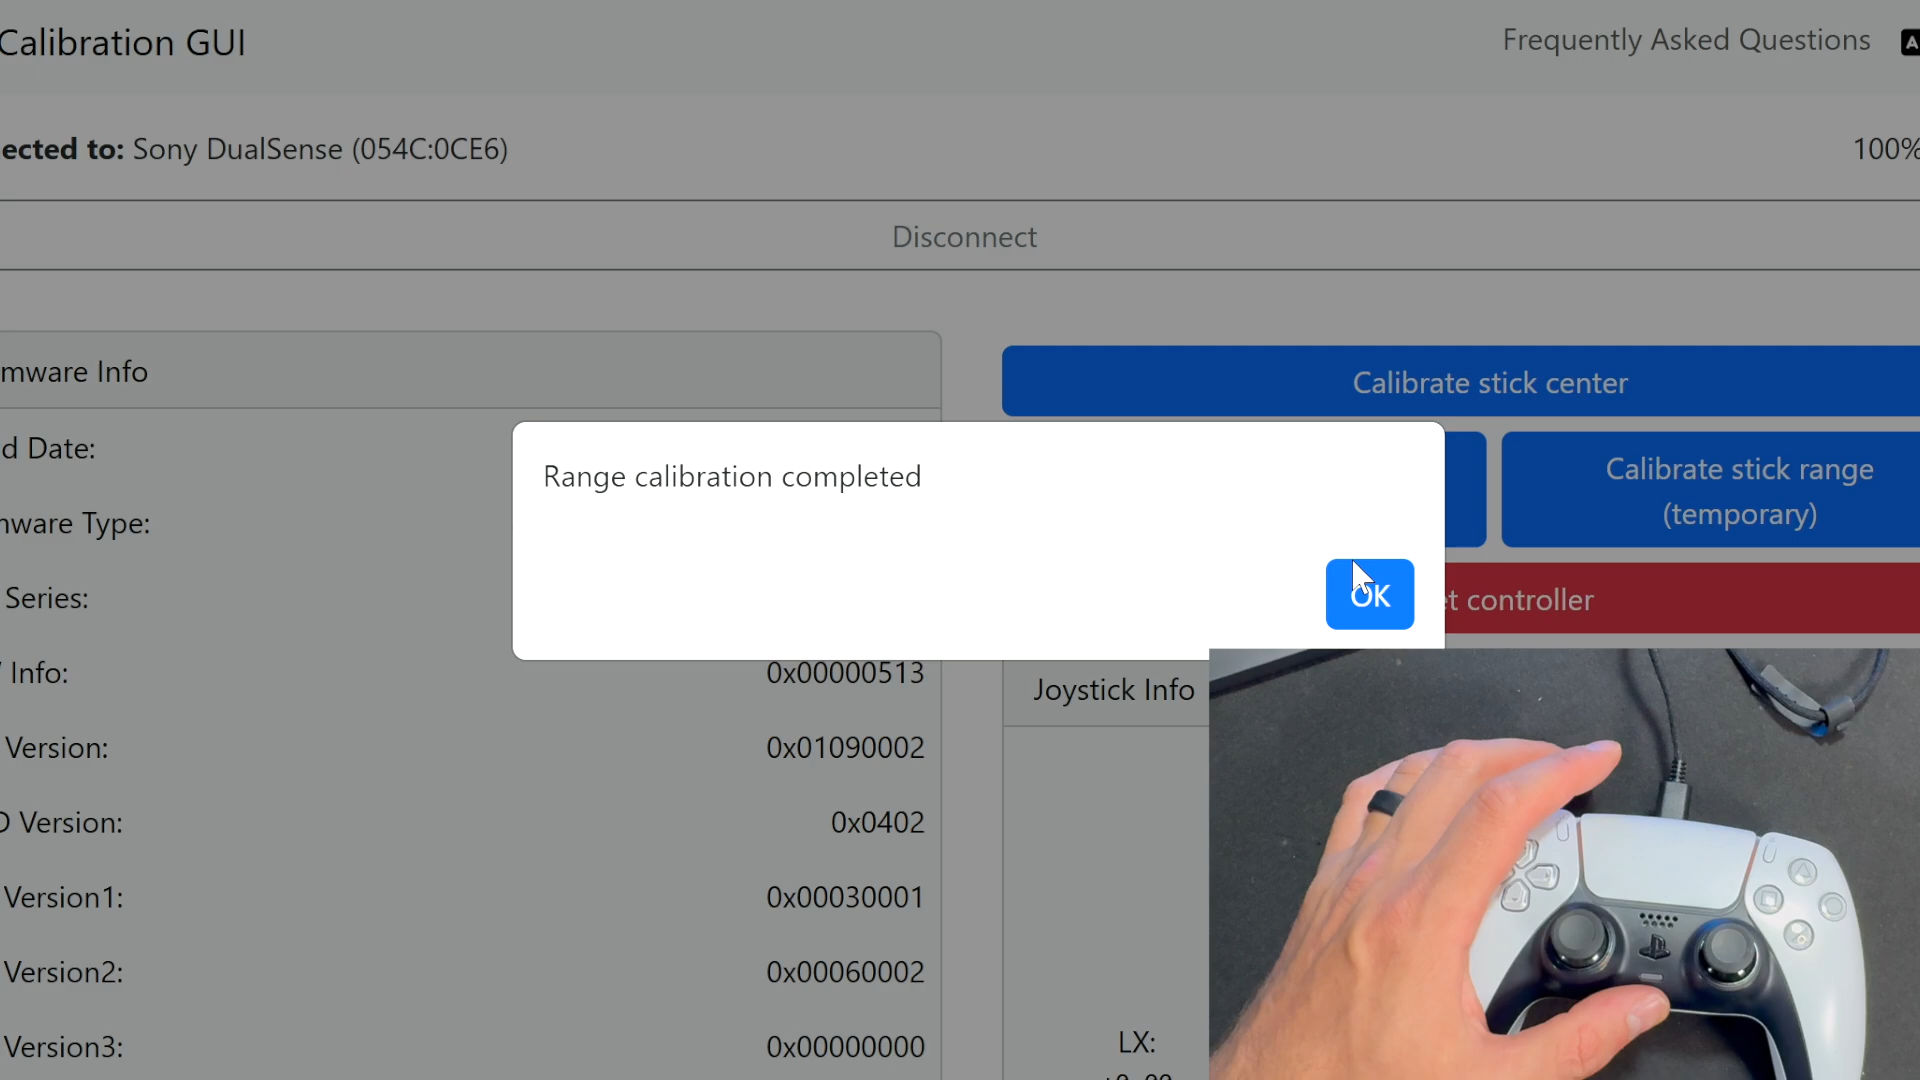 Calibration GUI
Frequently Asked Questions
ected to: Sony DualSense (054C:0CE6)
100%
Disconnect
mware Info
Calibrate stick center
d Date:
Range calibration completed
Calibrate stick range
(temporary)
ware Type:
OK
Series:
t controller
Info:
0x00000513
Joystick Info
Version:
0x01090002
D Version:
0x0402
Version1:
0x00030001
Version2:
0x00060002
Version3:
0x00000000
LX: